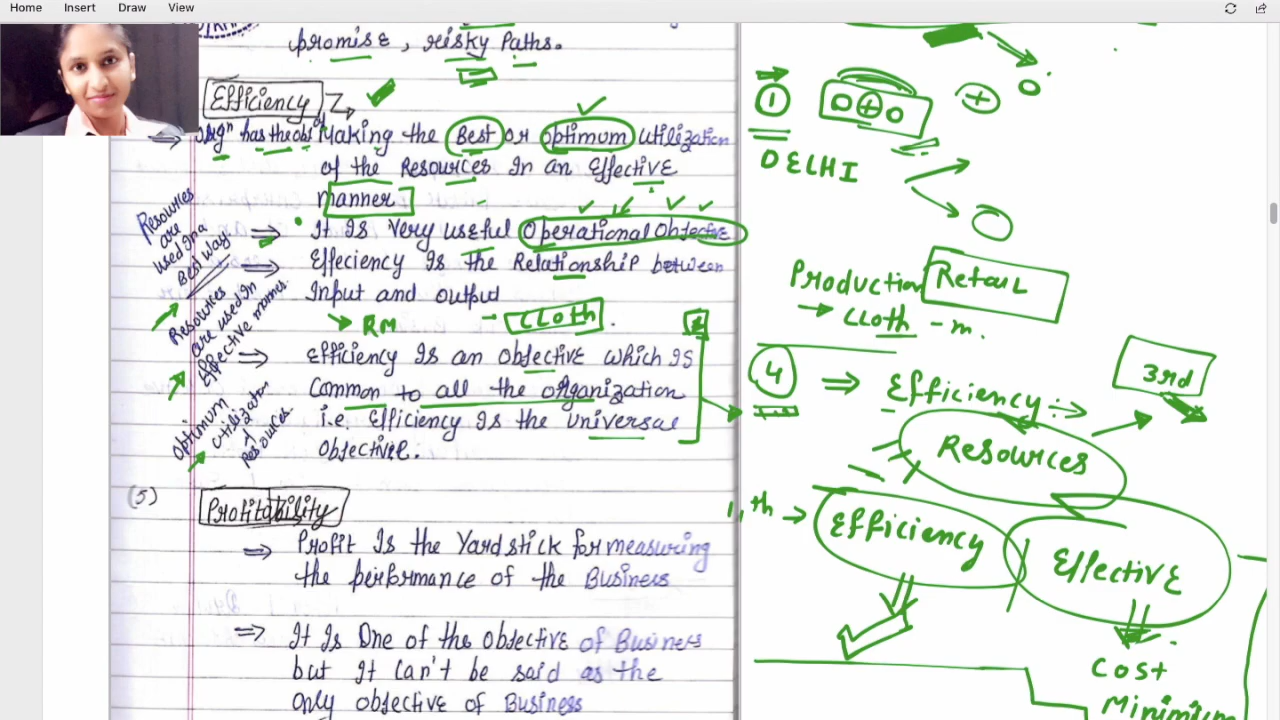 Home Insert Draw View
promise, risky paths.
Efficiency
has the obj of Making the Best or optimum utilization
of the Resources In an Effective
manner
It Is very useful Operational Objective
Effeciency Is the Relationship between
Input and output
RM - CLoth
Efficiency Is an objective which Is
Common to all the organization
i.e. Efficiency Is the universal
Objective.
Resources
are
used in a
Best way.
Resources
are used in
effective manner.
optimum
utilization
of
Resources.
(5) Profitability
Profit Is the Yardstick for measuring
the performance of the Business
It Is One of the objective of Business
but It can't be said as the
only objective of Business
1
+
DELHI
Production Retail
CLoth - m.
4 Efficiency
3rd
Resources
Efficiency Effective
Cost
Minimum